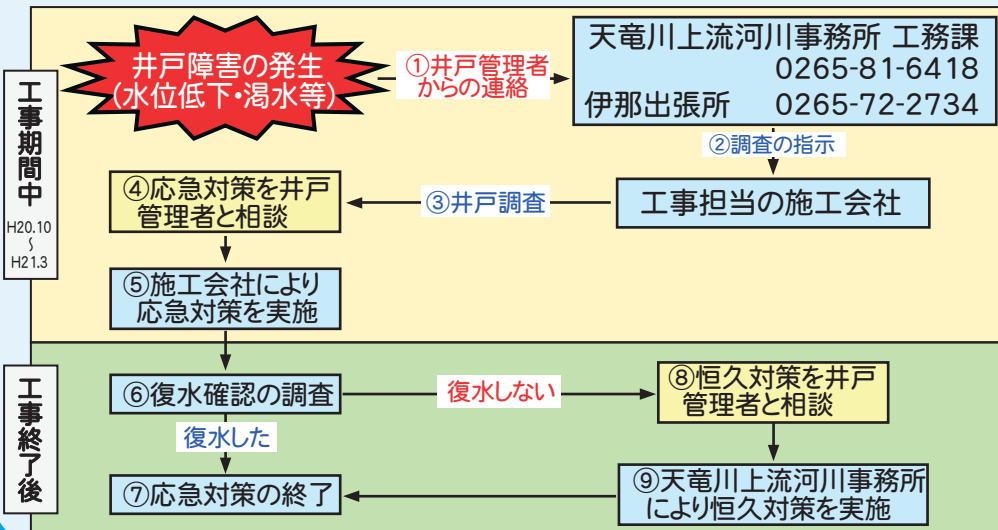 工事期間中
H20.10
～
H21.3
井戸障害の発生
(水位低下・渇水等)
①井戸管理者
からの連絡
天竜川上流河川事務所 工務課
0265-81-6418
伊那出張所 0265-72-2734
②調査の指示
工事担当の施工会社
③井戸調査
④応急対策を井戸
管理者と相談
⑤施工会社により
応急対策を実施
工事終了後
⑥復水確認の調査
復水しない
⑧恒久対策を井戸
管理者と相談
復水した
⑦応急対策の終了
⑨天竜川上流河川事務所
により恒久対策を実施